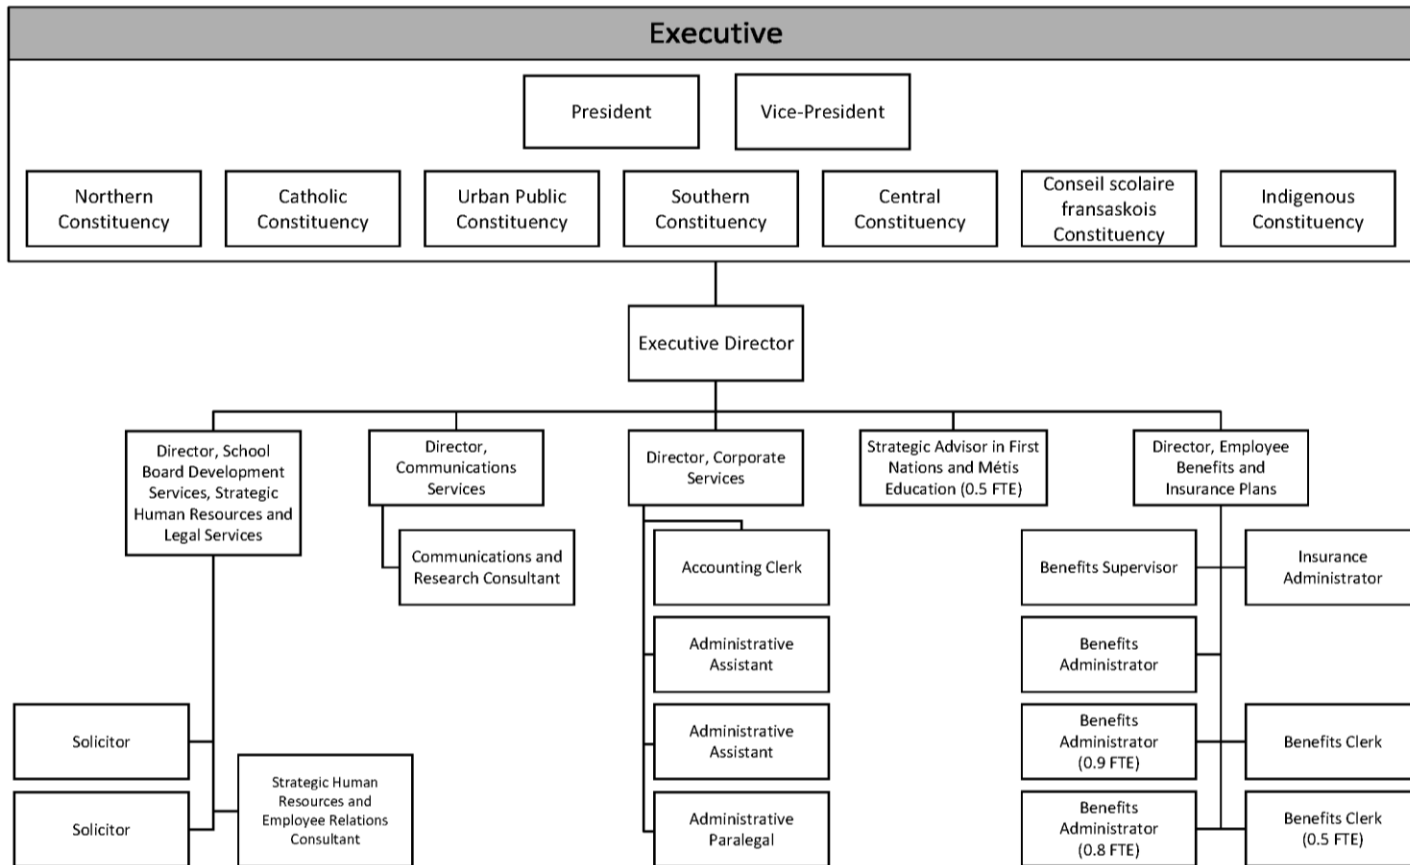 Executive
President
Vice-President
Northern
Constituency
Catholic
Constituency
Urban Public
Constituency
Southern
Constituency
Central
Constituency
Conseil scolaire
fransaskois
Constituency
Indigenous
Constituency
Executive Director
Director, School
Board Development
Services, Strategic
Human Resources and
Legal Services
Director,
Communications
Services
Director, Corporate
Services
Strategic Advisor in First
Nations and Métis
Education (0.5 FTE)
Director, Employee
Benefits and
Insurance Plans
Communications and
Research Consultant
Accounting Clerk
Benefits Supervisor
Insurance
Administrator
Administrative
Assistant
Benefits
Administrator
Solicitor
Administrative
Assistant
Benefits
Administrator
(0.9 FTE)
Benefits Clerk
Solicitor
Strategic Human
Resources and
Employee Relations
Consultant
Administrative
Paralegal
Benefits
Administrator
(0.8 FTE)
Benefits Clerk
(0.5 FTE)